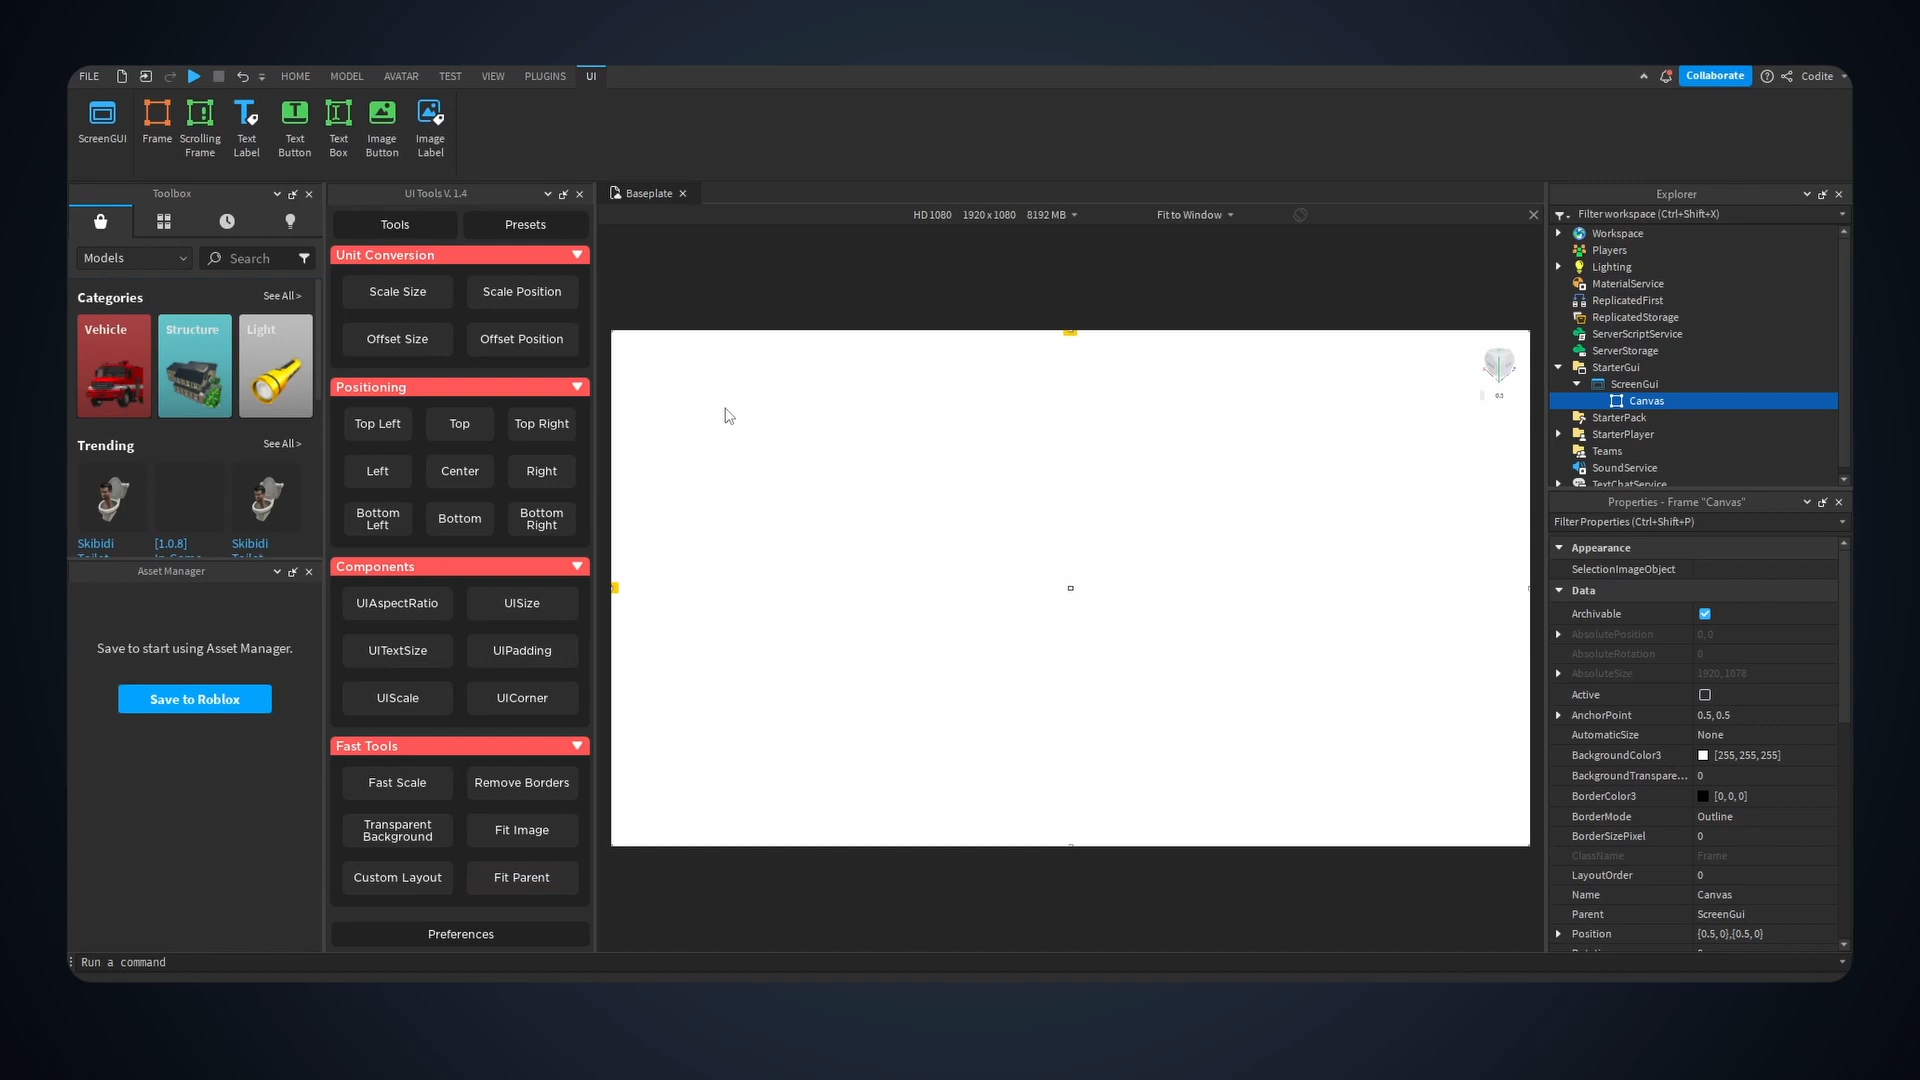 FILE HOME MODEL AVATAR TEST VIEW PLUGINS UI Collaborate Codite
ScreenGUI Frame Scrolling Frame Text Label Text Button Text Box Image Button Image Label
Toolbox
Models Search
Categories See All >
Vehicle Structure Light
Trending See All >
Skibidi [1.0.8] Skibidi
Asset Manager
Save to start using Asset Manager.
Save to Roblox
UI Tools V. 1.4
Tools Presets
Unit Conversion
Scale Size Scale Position
Offset Size Offset Position
Positioning
Top Left Top Top Right
Left Center Right
Bottom Left Bottom Bottom Right
Components
UIAspectRatio UISize
UITextSize UIPadding
UIScale UICorner
Fast Tools
Fast Scale Remove Borders
Transparent Background Fit Image
Custom Layout Fit Parent
Preferences
Baseplate
HD 1080 1920 x 1080 8192 MB Fit to Window
Explorer
Filter workspace (Ctrl+Shift+X)
Workspace
Players
Lighting
MaterialService
ReplicatedFirst
ReplicatedStorage
ServerScriptService
ServerStorage
StarterGui
ScreenGui
Canvas
StarterPack
StarterPlayer
Teams
SoundService
TextChatService
Properties - Frame "Canvas"
Filter Properties (Ctrl+Shift+P)
Appearance
SelectionImageObject
Data
Archivable
AbsolutePosition 0, 0
AbsoluteRotation 0
AbsoluteSize 1920, 1078
Active
AnchorPoint 0.5, 0.5
AutomaticSize None
BackgroundColor3 [255, 255, 255]
BackgroundTranspare... 0
BorderColor3 [0, 0, 0]
BorderMode Outline
BorderSizePixel 0
ClassName Frame
LayoutOrder 0
Name Canvas
Parent ScreenGui
Position {0.5, 0},{0.5, 0}
Run a command